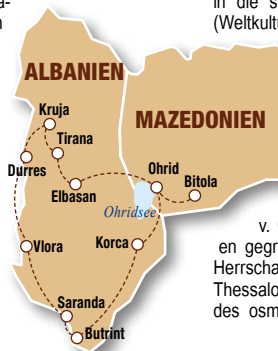 a-
n
in die s
(Weltkultu
ALBANIEN
MAZEDONIEN
Kruja
Tirana
Durres
Elbasan
Ohrid
Bitola
Ohridsee
Vlora
Korca
Saranda
Butrint
v.
en gegr
Herrscha
Thessalo
des osm